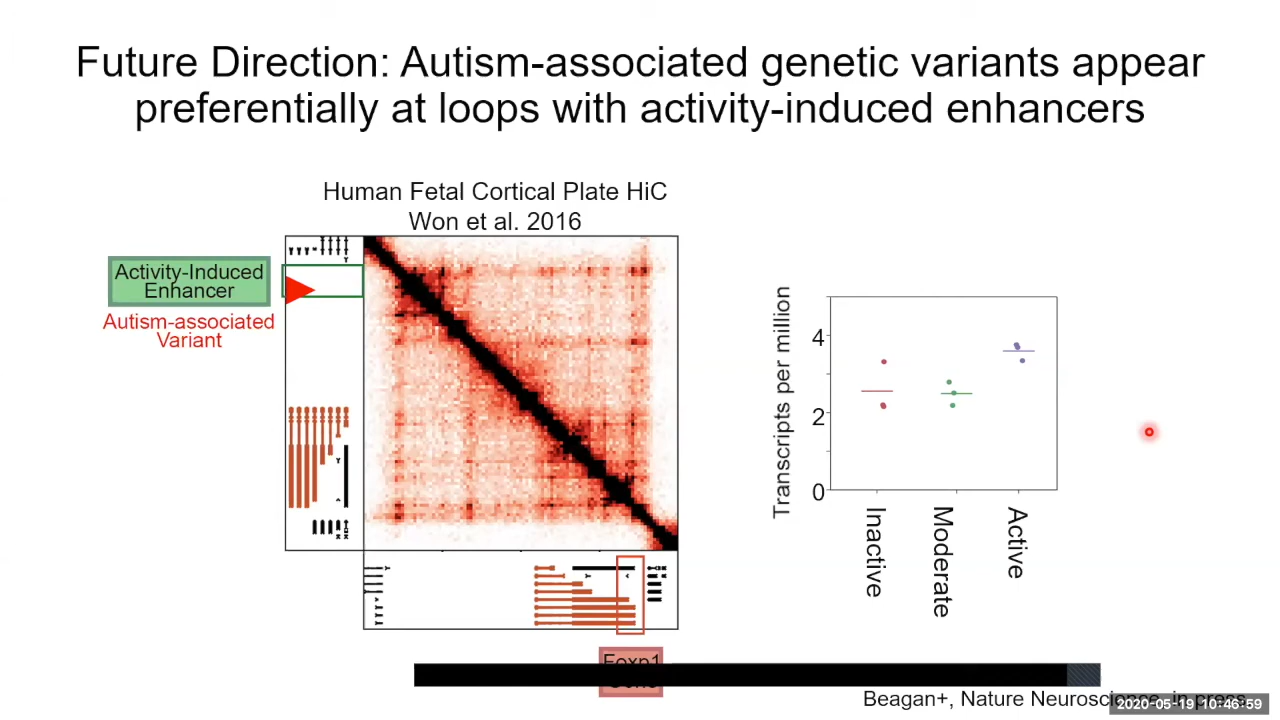 Future Direction: Autism-associated genetic variants appear
preferentially at loops with activity-induced enhancers
Human Fetal Cortical Plate HiC
Won et al. 2016
Activity-Induced
Enhancer
Autism-associated
Variant
Transcripts per million
4
2
0
Inactive
Moderate
Active
Foxp1
Beagan+, Nature Neuroscience, in press
2020-05-19 10:46:59